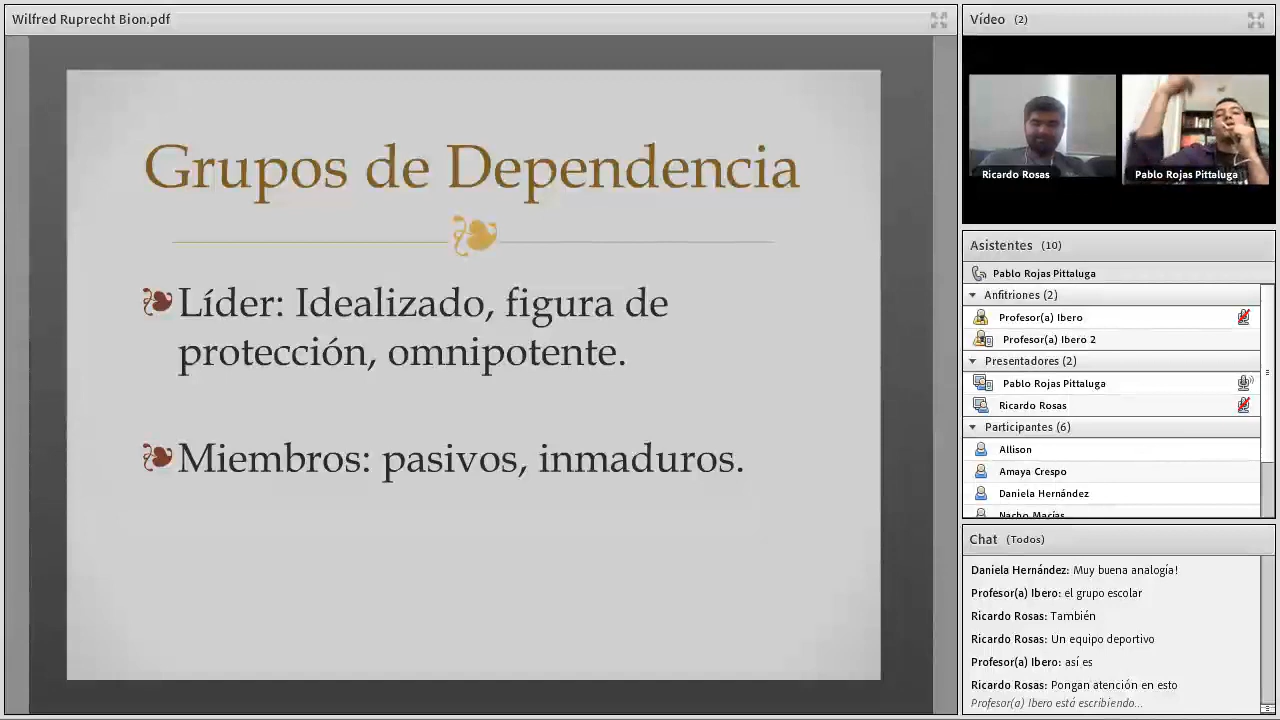 Wilfred Ruprecht Bion.pdf
Grupos de Dependencia
Líder: Idealizado, figura de
protección, omnipotente.
Miembros: pasivos, inmaduros.
Vídeo (2)
Ricardo Rosas
Pablo Rojas Pittaluga
Asistentes (10)
Pablo Rojas Pittaluga
Anfitriones (2)
Profesor(a) Ibero
Profesor(a) Ibero 2
Presentadores (2)
Pablo Rojas Pittaluga
Ricardo Rosas
Participantes (6)
Allison
Amaya Crespo
Daniela Hernández
Nacho Macías
Chat (Todos)
Daniela Hernández: Muy buena analogía!
Profesor(a) Ibero: el grupo escolar
Ricardo Rosas: También
Ricardo Rosas: Un equipo deportivo
Profesor(a) Ibero: así es
Ricardo Rosas: Pongan atención en esto
Profesor(a) Ibero está escribiendo...